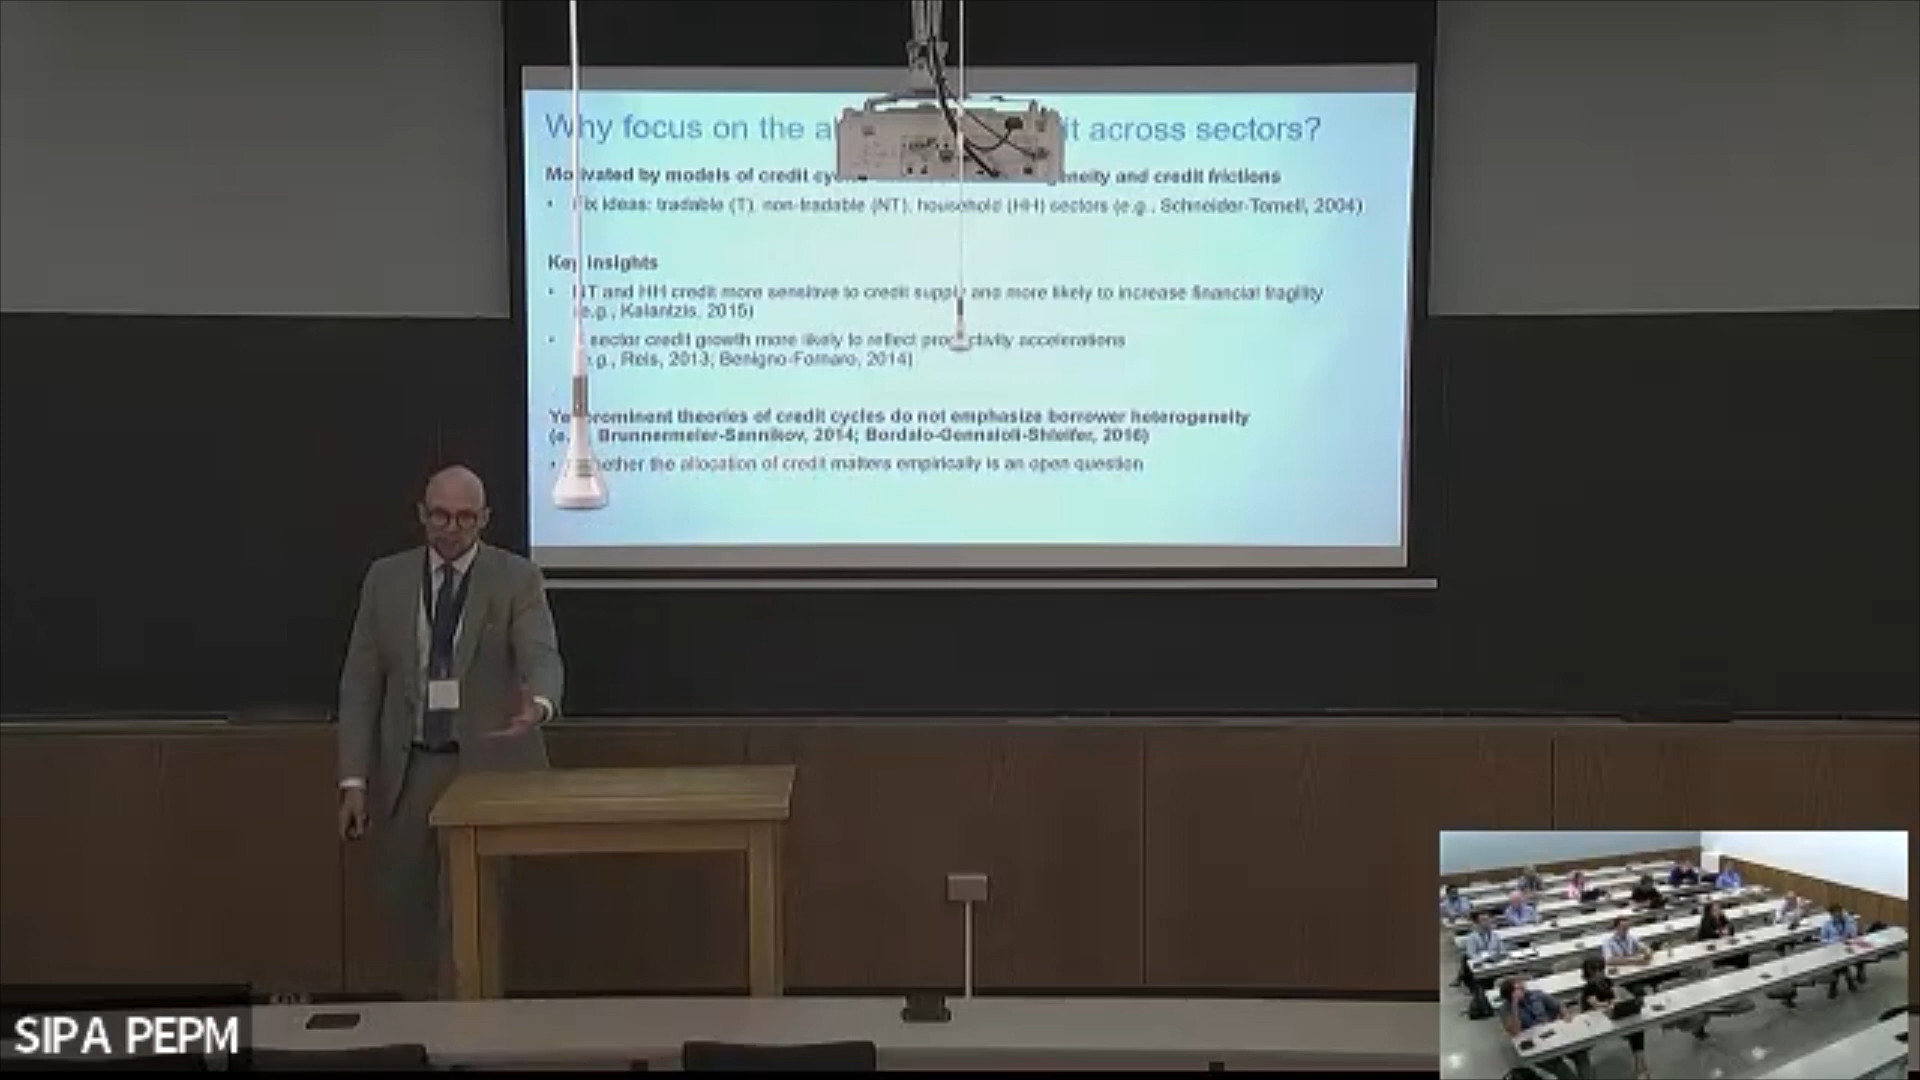 Why focus on the a it across sectors?
Motivated by models of credit cy eneity and credit frictions
• Fix ideas: tradable (T), non-tradable (NT), household (HH) sectors (e.g., Schneider-Tornell, 2004)
Key insights
• NT and HH credit more sensitive to credit supply and more likely to increase financial fragility
(e.g., Kalantzis, 2015)
• sector credit growth more likely to reflect productivity accelerations
e.g., Reis, 2013; Benigno-Fornaro, 2014)
Yet prominent theories of credit cycles do not emphasize borrower heterogeneity
(e. Brunnermeier-Sannikov, 2014; Bordalo-Gennaioli-Shleifer, 2016)
• ether the allocation of credit matters empirically is an open question
SIPA PEPM